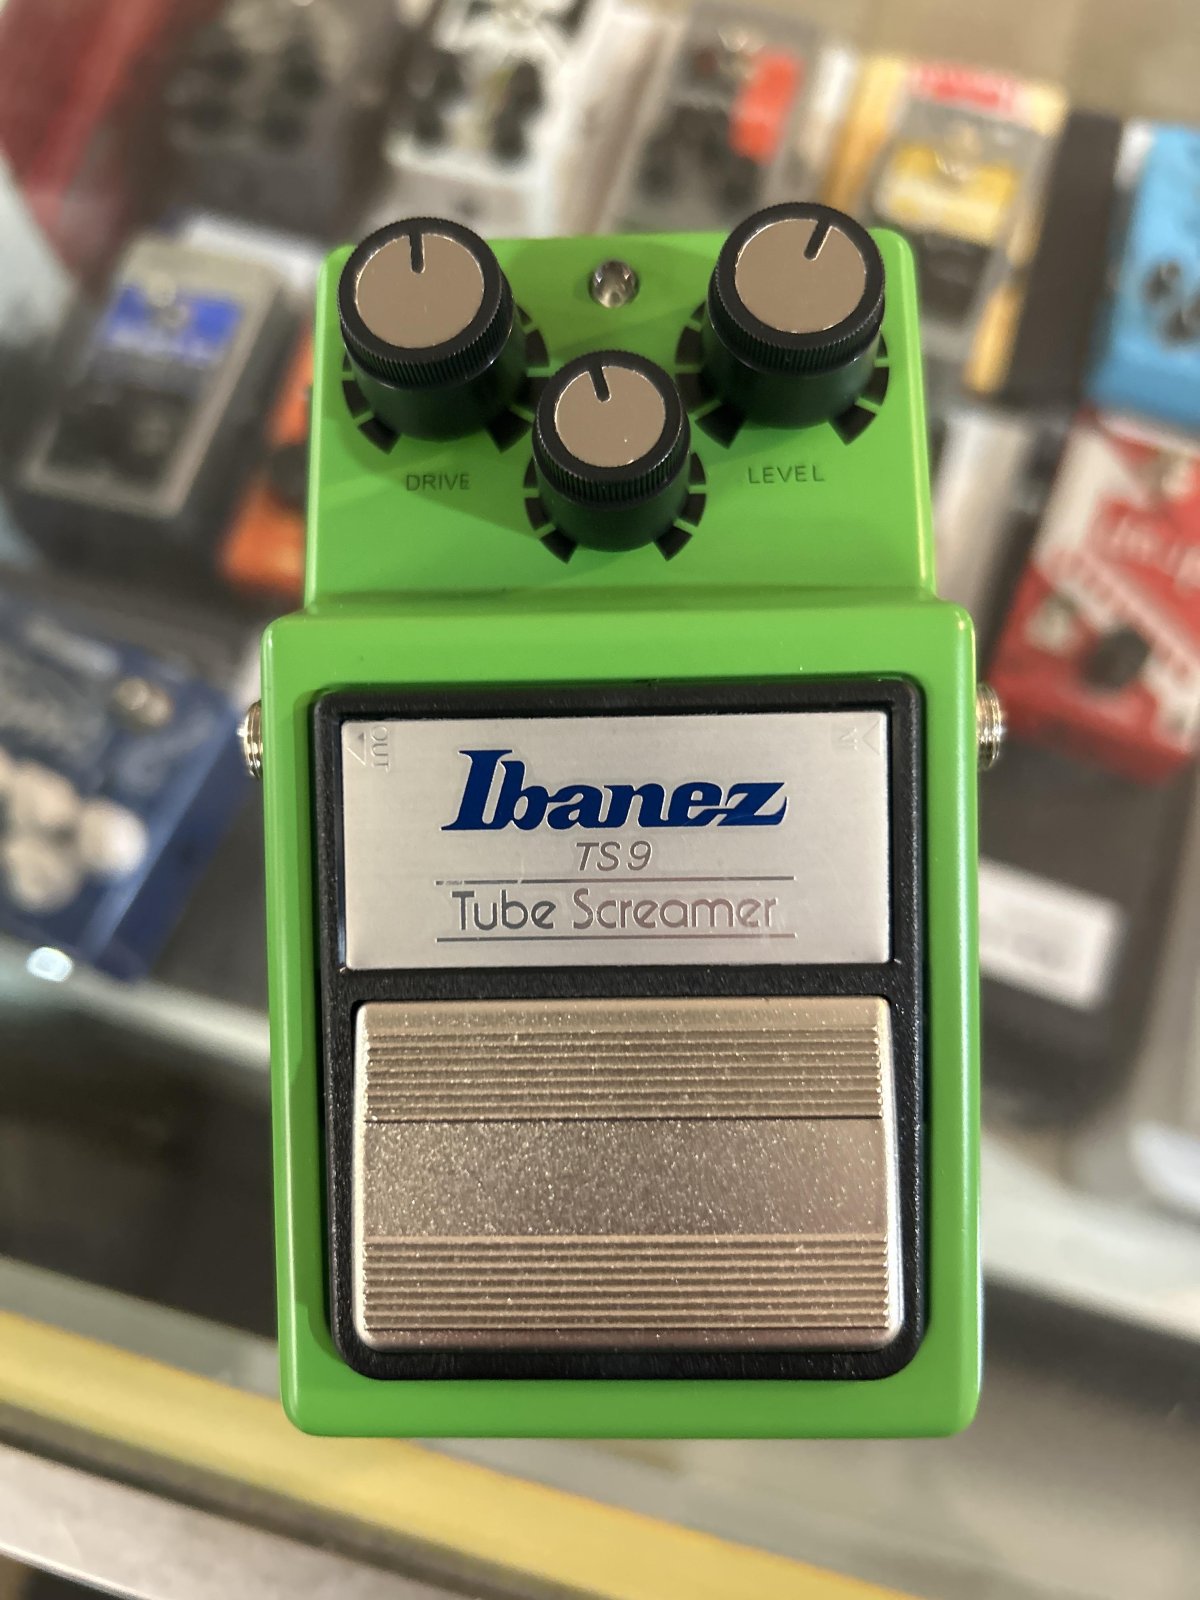 DRIVE
LEVEL
OUT
IN
Ibanez
TS9
Tube Screamer